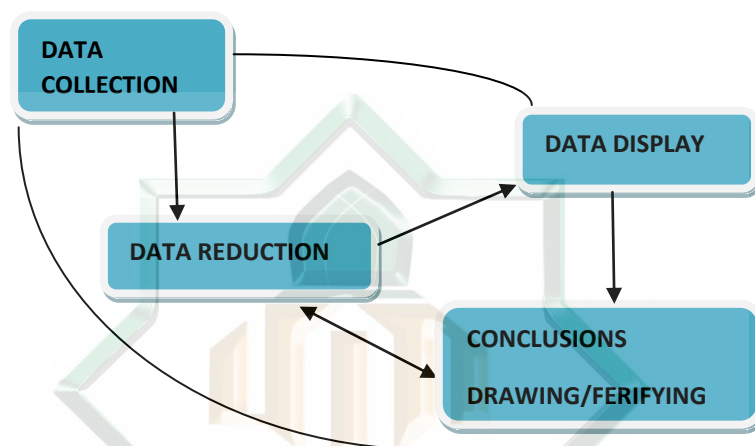 DATA
COLLECTION
DATA DISPLAY
DATA REDUCTION
CONCLUSIONS
DRAWING/FERIFYING